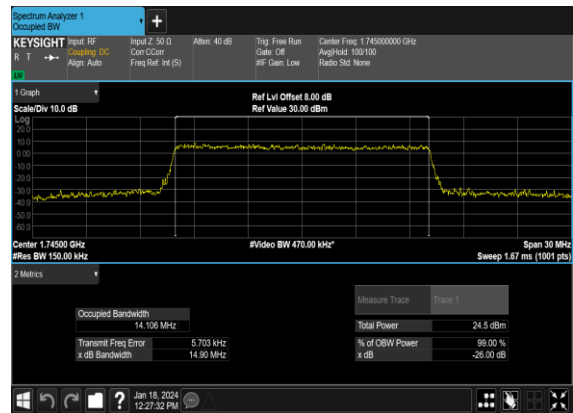 Spectrum Analyzer 1
Occupied BW
+
KEYSIGHT Input: RF Input Z: 50 Ω Atten: 40 dB Trig: Free Run Center Freq: 1.745000000 GHz
R T Coupling: DC Corr CCorr Gate: Off Avg|Hold: 100/100
Align: Auto Freq Ref: Int (S) #IF Gain: Low Radio Std: None
LXI
1 Graph
Ref Lvl Offset 8.00 dB
Scale/Div 10.0 dB Ref Value 30.00 dBm
Log
20.0
10.0
0.00
-10.0
-20.0
-30.0
-40.0
-50.0
-60.0
Center 1.74500 GHz #Video BW 470.00 kHz* Span 30 MHz
#Res BW 150.00 kHz Sweep 1.67 ms (1001 pts)
2 Metrics
Measure Trace Trace 1
Occupied Bandwidth
14.106 MHz Total Power 24.5 dBm
Transmit Freq Error 5.703 kHz % of OBW Power 99.00 %
x dB Bandwidth 14.90 MHz x dB -26.00 dB
? Jan 18, 2024
12:27:32 PM